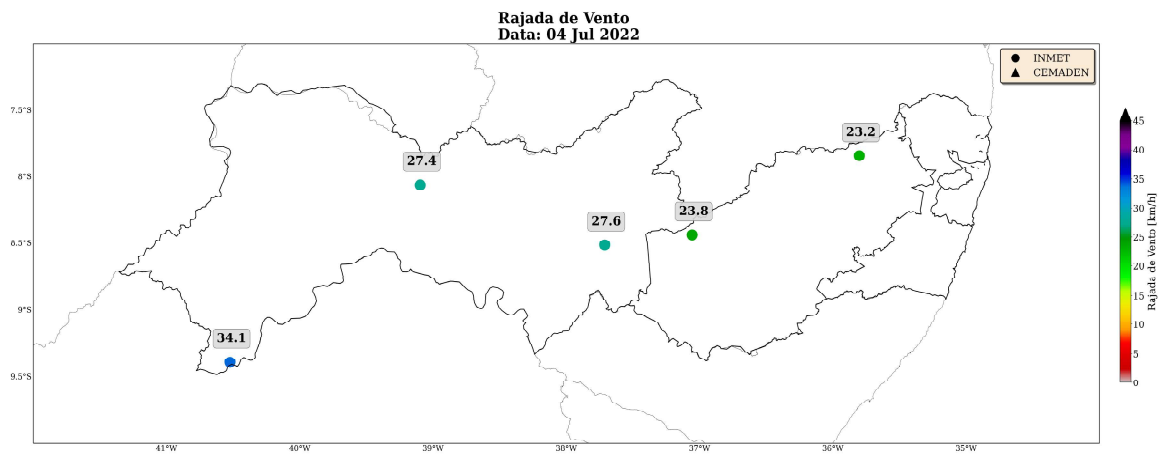 Rajada de Vento
Data: 04 Jul 2022
INMET
CEMADEN
7.5°S
8°S
8.5°S
9°S
9.5°S
41°W
40°W
39°W
38°W
37°W
36°W
35°W
23.2
27.4
23.8
27.6
34.1
45
40
35
30
25
20
15
10
5
0
Rajada de Vento [km/h]